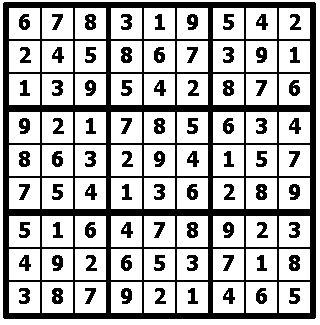 6 7 8 3 1 9 5 4 2
2 4 5 8 6 7 3 9 1
1 3 9 5 4 2 8 7 6
9 2 1 7 8 5 6 3 4
8 6 3 2 9 4 1 5 7
7 5 4 1 3 6 2 8 9
5 1 6 4 7 8 9 2 3
4 9 2 6 5 3 7 1 8
3 8 7 9 2 1 4 6 5